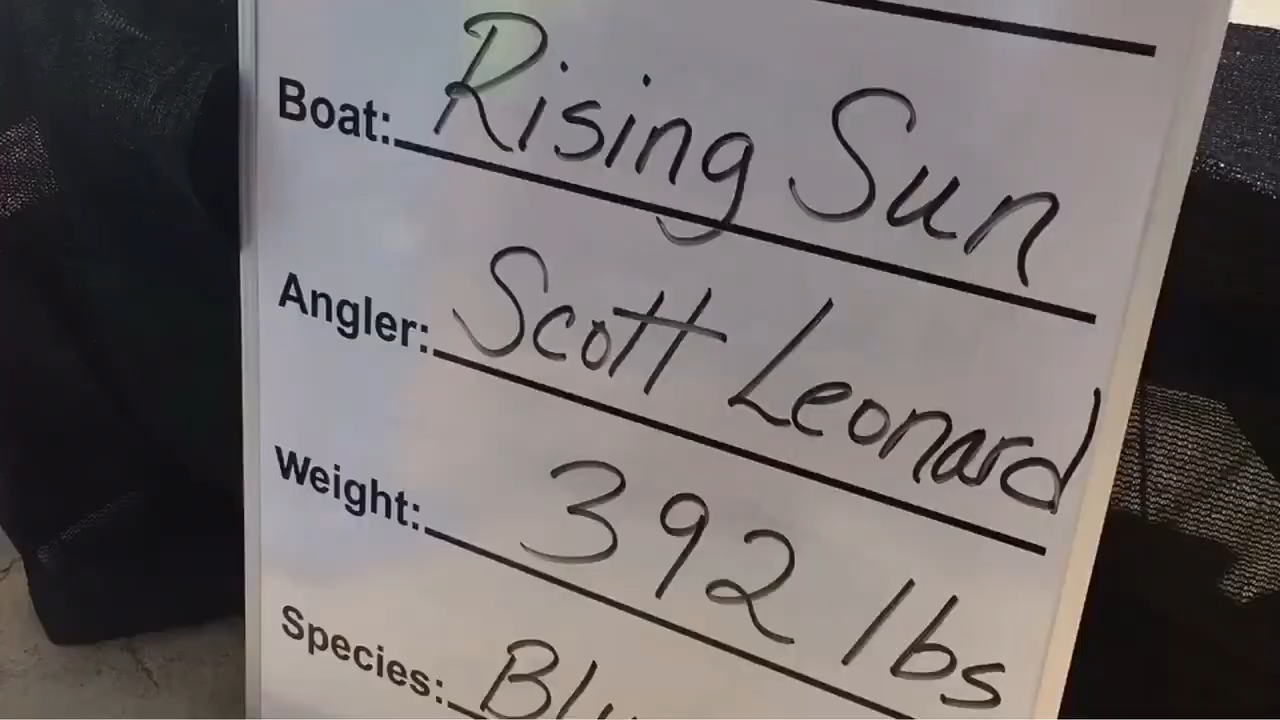 Boat: Rising Sun
Angler: Scott Leonard
Weight: 392 lbs
Species: